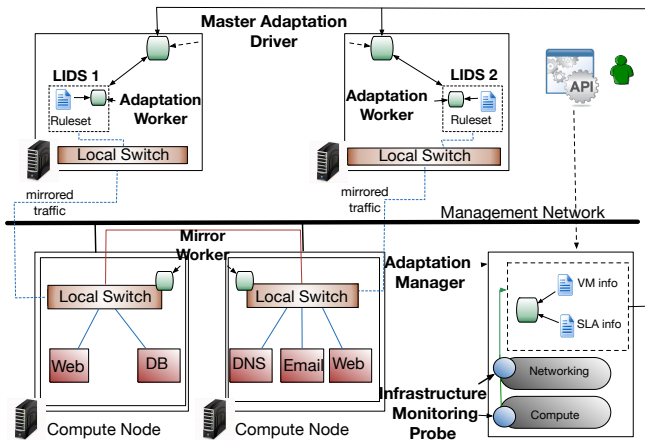 Master Adaptation
Driver
LIDS 1
LIDS 2
Ruleset
Adaptation
Worker
Adaptation
Worker
Ruleset
API
Local Switch
Local Switch
mirrored
traffic
mirrored
traffic
Management Network
Mirror
Worker
Adaptation
Manager
Local Switch
Local Switch
VM info
SLA info
Web
DB
DNS
Email
Web
Networking
Infrastructure
Monitoring
Probe
Compute
Compute Node
Compute Node